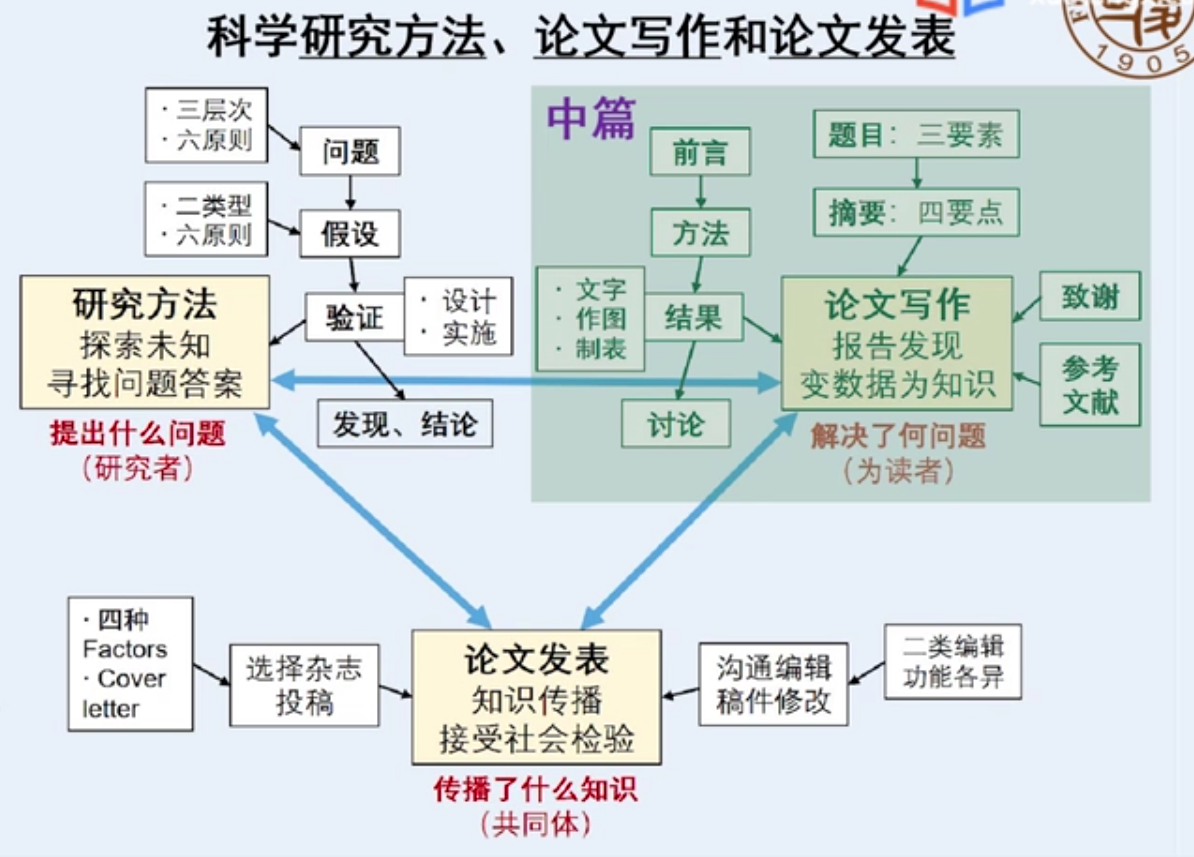 科学研究方法、论文写作和论文发表
· 三层次
· 六原则
问题
· 二类型
· 六原则
假设
验证
· 设计
· 实施
发现、结论
研究方法
探索未知
寻找问题答案
提出什么问题
（研究者）
中篇
前言
方法
· 文字
· 作图
· 制表
结果
讨论
题目：三要素
摘要：四要点
论文写作
报告发现
变数据为知识
致谢
参考
文献
解决了何问题
（为读者）
· 四种
Factors
· Cover
letter
选择杂志
投稿
论文发表
知识传播
接受社会检验
沟通编辑
稿件修改
二类编辑
功能各异
传播了什么知识
（共同体）
1905